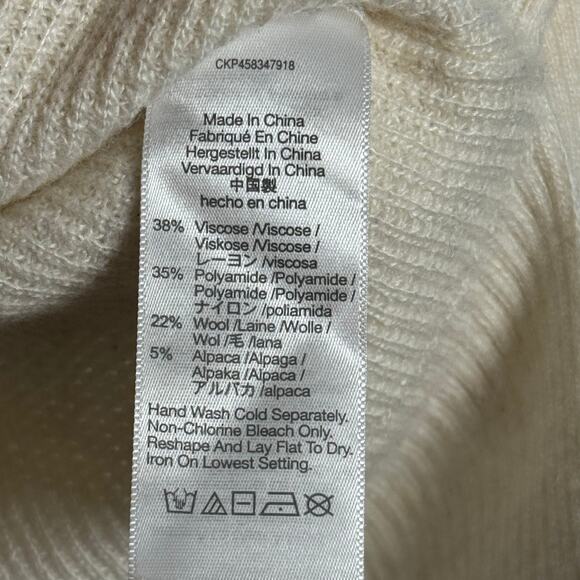 CKP458347918
Made In China
Fabriqué En Chine
Hergestellt In China
Vervaardigd In China
中国製
hecho en china
38% Viscose /Viscose /
Viskose /Viscose /
レーヨン /viscosa
35% Polyamide /Polyamide /
Polyamide /Polyamide /
ナイロン /poliamida
22% Wool /Laine /Wolle /
Wol /毛 /lana
5% Alpaca /Alpaga /
Alpaka /Alpaca /
アルパカ /alpaca
Hand Wash Cold Separately.
Non-Chlorine Bleach Only.
Reshape And Lay Flat To Dry.
Iron On Lowest Setting.